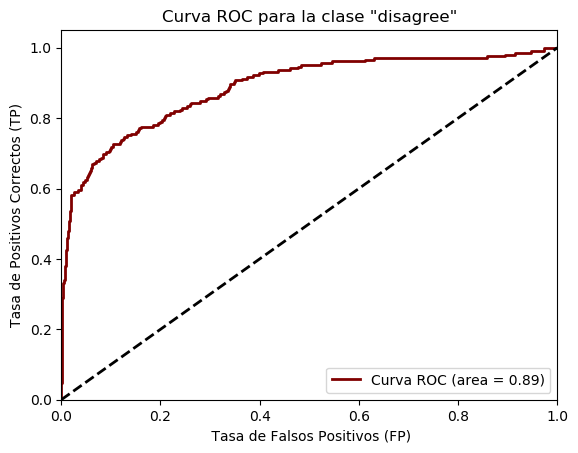 Curva ROC para la clase "disagree"
Tasa de Positivos Correctos (TP)
1.0
0.8
0.6
0.4
0.2
0.0
Curva ROC (area = 0.89)
0.0 0.2 0.4 0.6 0.8 1.0
Tasa de Falsos Positivos (FP)